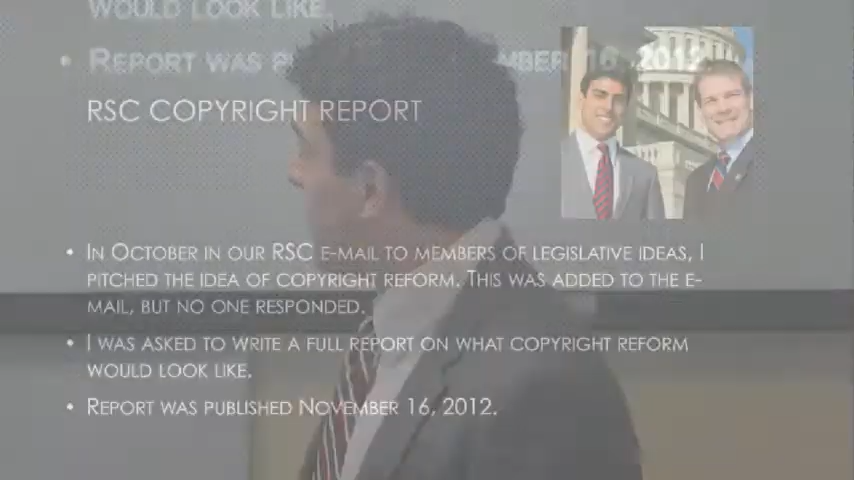 WOULD LOOK LIKE.
• REPORT WAS P MBER 16, 2012.
RSC COPYRIGHT REPORT
• IN OCTOBER IN OUR RSC E-MAIL TO MEMBERS OF LEGISLATIVE IDEAS, I
PITCHED THE IDEA OF COPYRIGHT REFORM. THIS WAS ADDED TO THE E-
MAIL, BUT NO ONE RESPONDED.
• I WAS ASKED TO WRITE A FULL REPORT ON WHAT COPYRIGHT REFORM
WOULD LOOK LIKE.
• REPORT WAS PUBLISHED NOVEMBER 16, 2012.